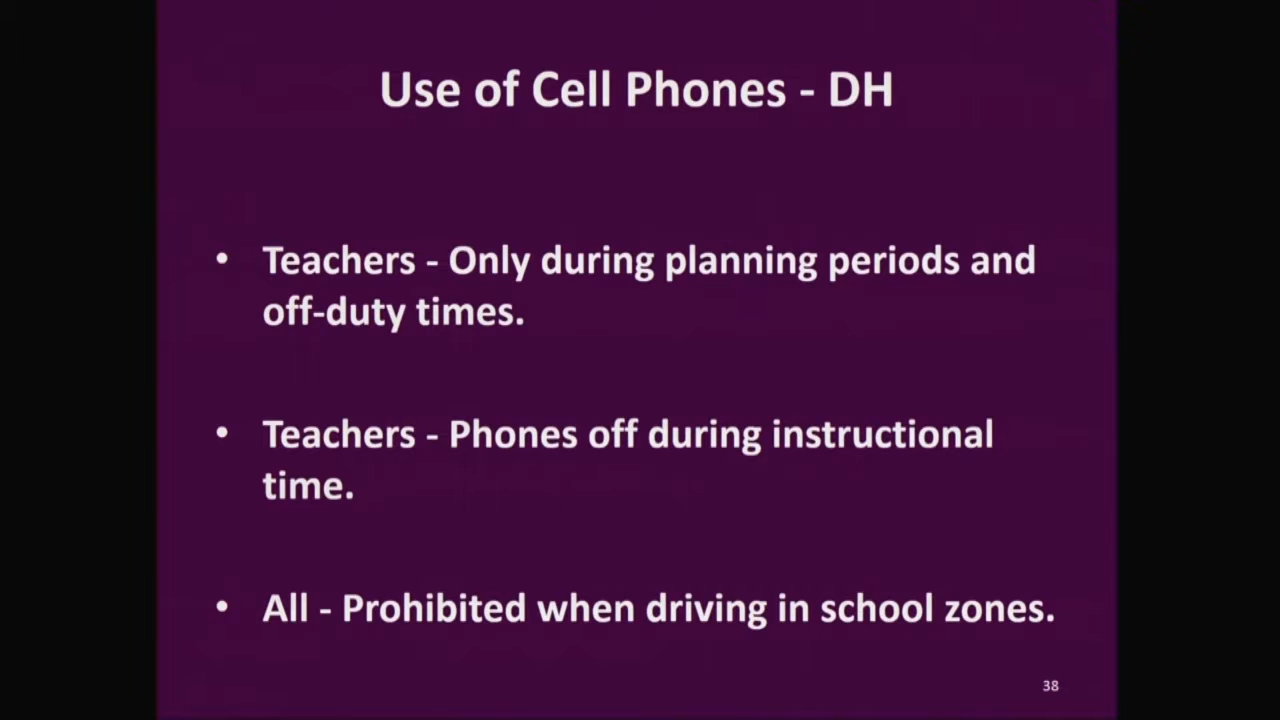 Use of Cell Phones - DH
• Teachers - Only during planning periods and
off-duty times.
• Teachers - Phones off during instructional
time.
• All - Prohibited when driving in school zones.
38